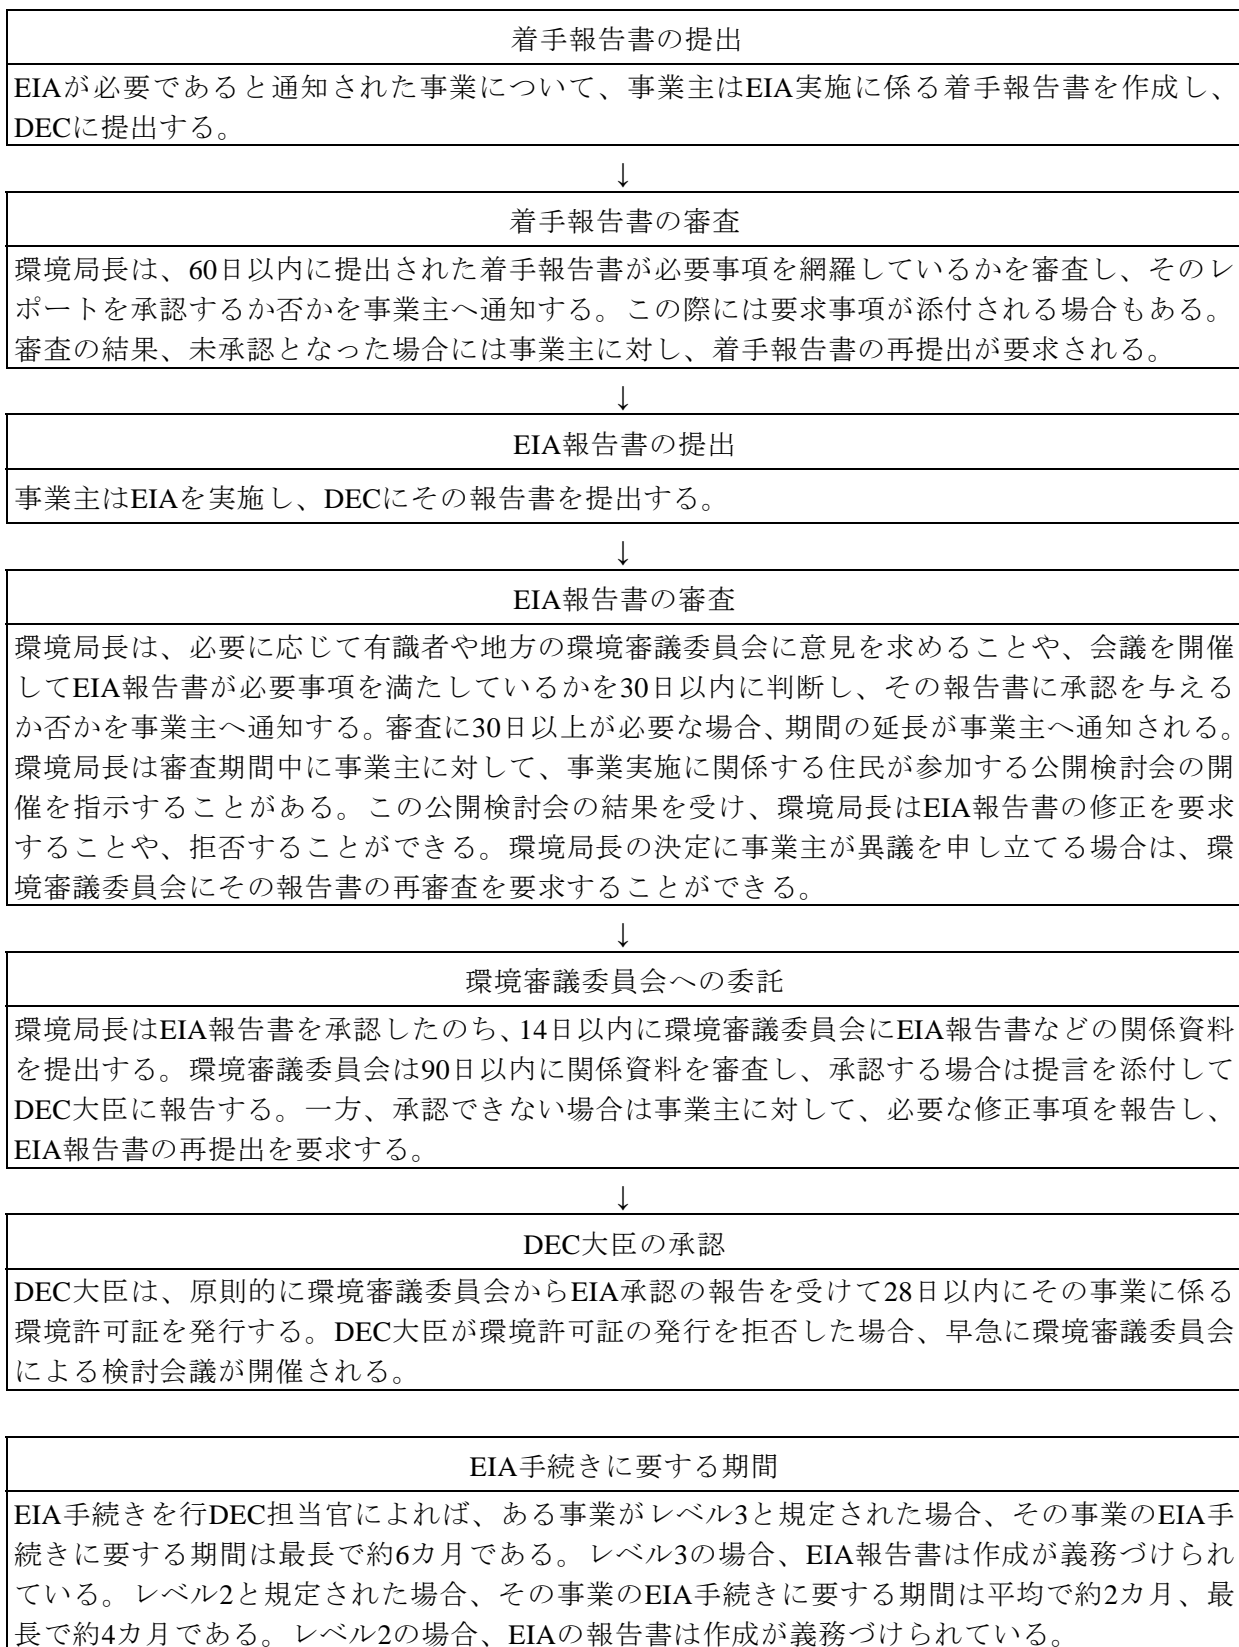 着手報告書の提出
EIAが必要であると通知された事業について、事業主はEIA実施に係る着手報告書を作成し、
DECに提出する。
↓
着手報告書の審査
環境局長は、60日以内に提出された着手報告書が必要事項を網羅しているかを審査し、そのレ
ポートを承認するか否かを事業主へ通知する。この際には要求事項が添付される場合もある。
審査の結果、未承認となった場合には事業主に対し、着手報告書の再提出が要求される。
↓
EIA報告書の提出
事業主はEIAを実施し、DECにその報告書を提出する。
↓
EIA報告書の審査
環境局長は、必要に応じて有識者や地方の環境審議委員会に意見を求めることや、会議を開催
してEIA報告書が必要事項を満たしているかを30日以内に判断し、その報告書に承認を与える
か否かを事業主へ通知する。審査に30日以上が必要な場合、期間の延長が事業主へ通知される。
環境局長は審査期間中に事業主に対して、事業実施に関係する住民が参加する公開検討会の開
催を指示することがある。この公開検討会の結果を受け、環境局長はEIA報告書の修正を要求
することや、拒否することができる。環境局長の決定に事業主が異議を申し立てる場合は、環
境審議委員会にその報告書の再審査を要求することができる。
↓
環境審議委員会への委託
環境局長はEIA報告書を承認したのち、14日以内に環境審議委員会にEIA報告書などの関係資料
を提出する。環境審議委員会は90日以内に関係資料を審査し、承認する場合は提言を添付して
DEC大臣に報告する。一方、承認できない場合は事業主に対して、必要な修正事項を報告し、
EIA報告書の再提出を要求する。
↓
DEC大臣の承認
DEC大臣は、原則的に環境審議委員会からEIA承認の報告を受けて28日以内にその事業に係る
環境許可証を発行する。DEC大臣が環境許可証の発行を拒否した場合、早急に環境審議委員会
による検討会議が開催される。
EIA手続きに要する期間
EIA手続きを行DEC担当官によれば、ある事業がレベル3と規定された場合、その事業のEIA手
続きに要する期間は最長で約6カ月である。レベル3の場合、EIA報告書は作成が義務づけられ
ている。レベル2と規定された場合、その事業のEIA手続きに要する期間は平均で約2カ月、最
長で約4カ月である。レベル2の場合、EIAの報告書は作成が義務づけられている。